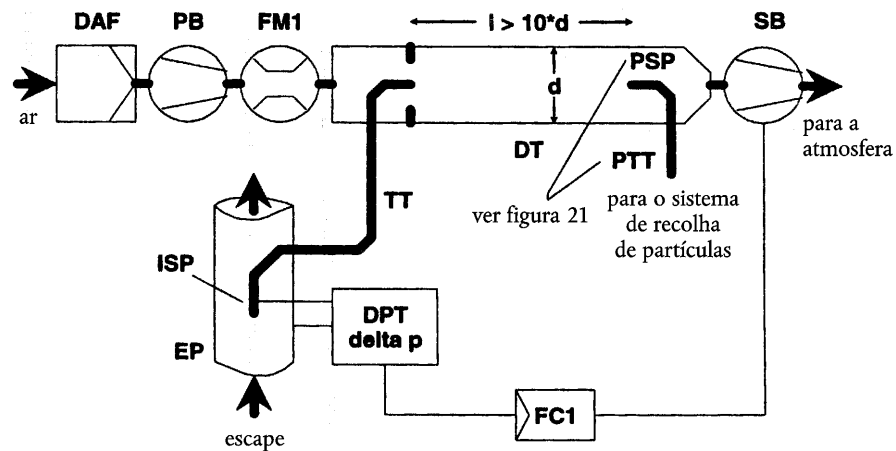 DAF
PB
FM1
l > 10*d
SB
ar
d
PSP
DT
PTT
para a
atmosfera
TT
ver figura 21
para o sistema
de recolha
de partículas
ISP
EP
DPT
delta p
FC1
escape